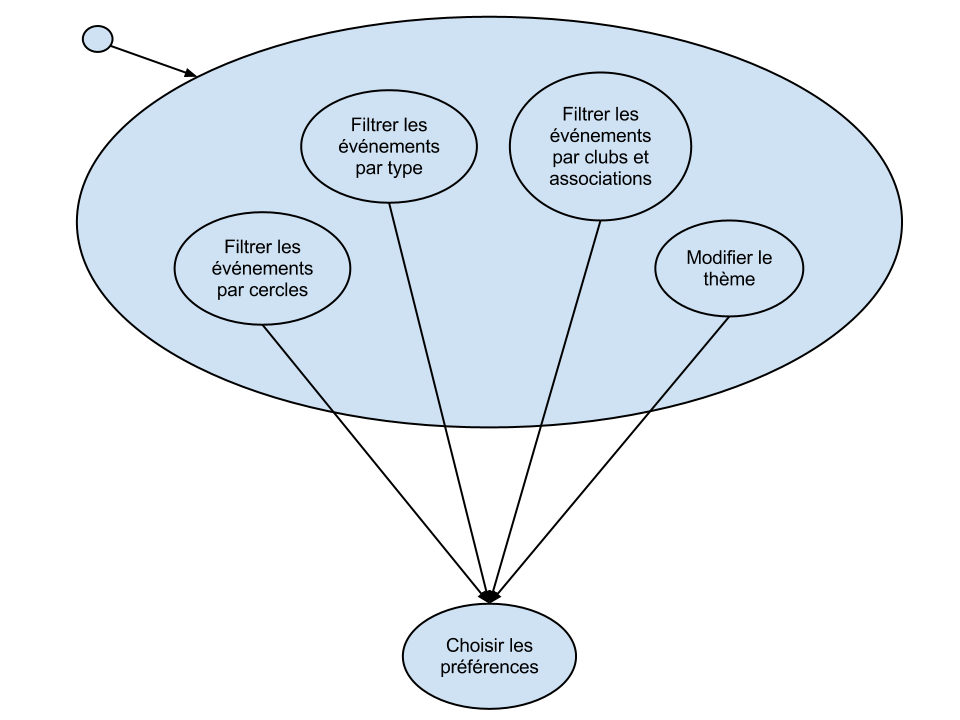 Filtrer les
événements
par type
Filtrer les
événements
par clubs et
associations
Filtrer les
événements
par cercles
Modifier le
thème
Choisir les
préférences